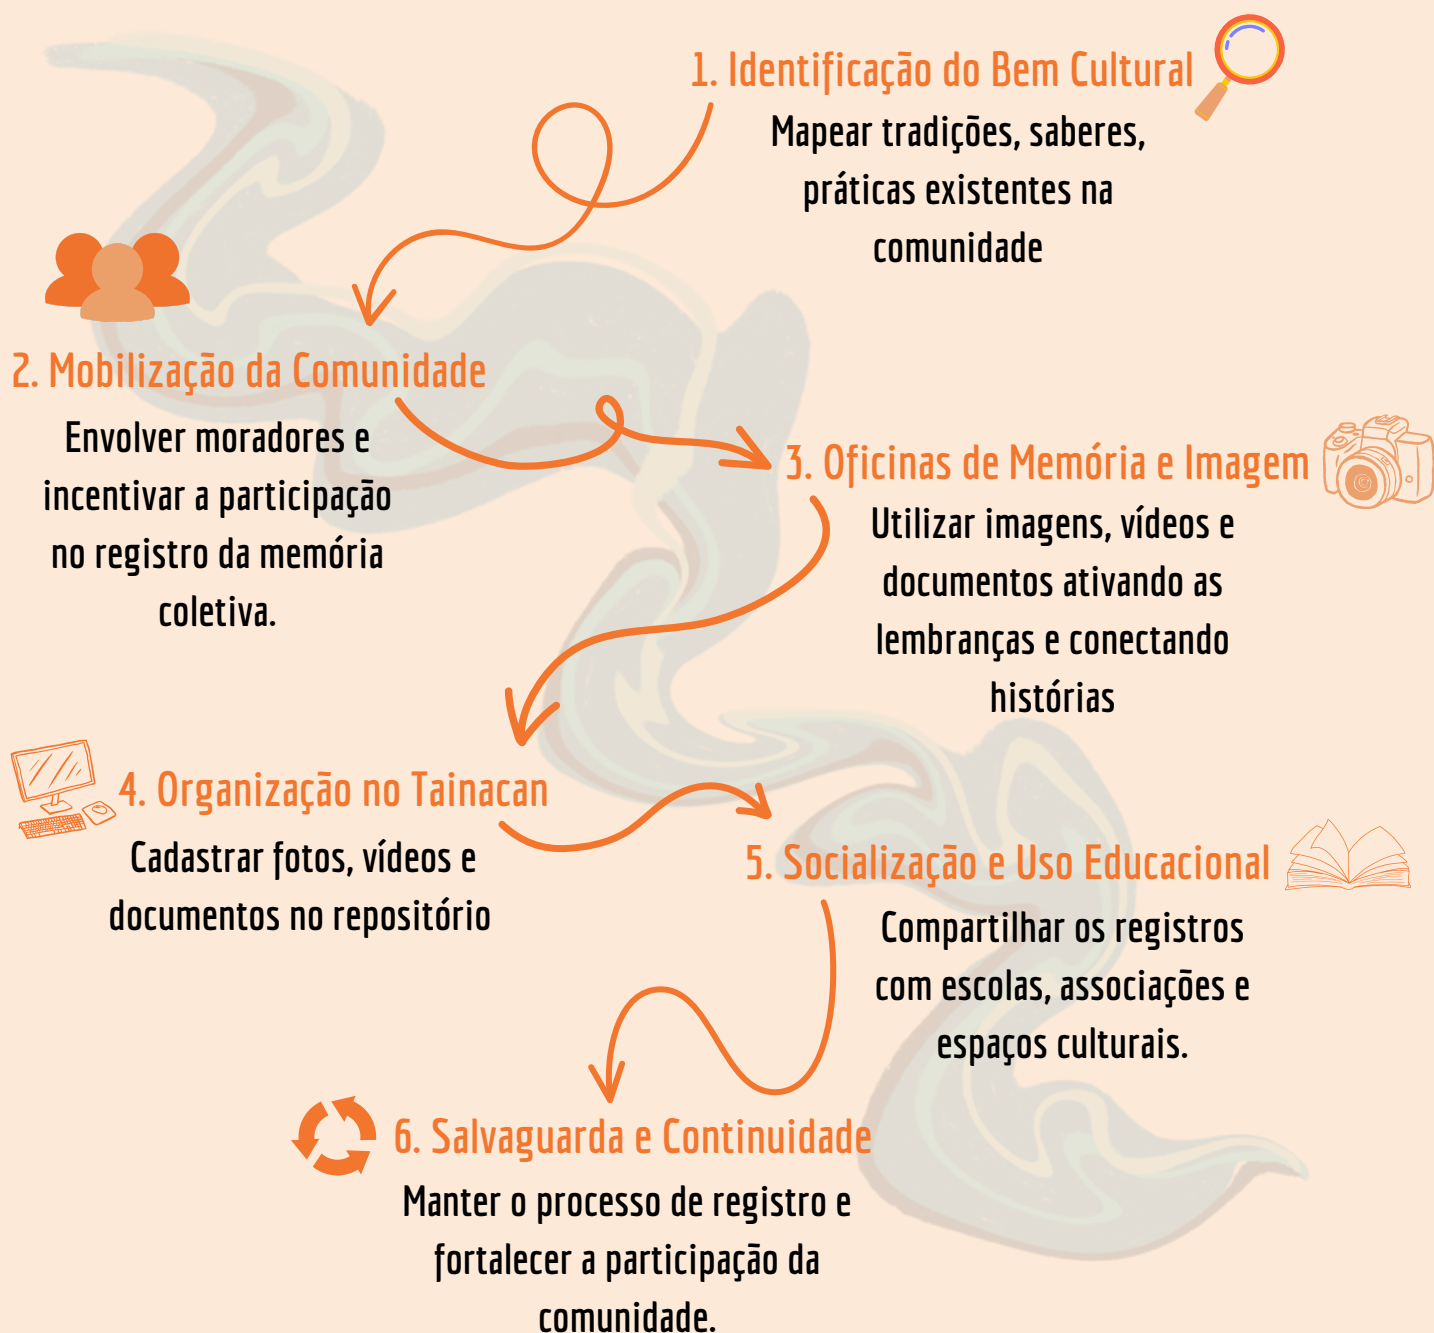 1. Identificação do Bem Cultural
Mapear tradições, saberes,
práticas existentes na
comunidade
2. Mobilização da Comunidade
Envolver moradores e
incentivar a participação
no registro da memória
coletiva.
3. Oficinas de Memória e Imagem
Utilizar imagens, vídeos e
documentos ativando as
lembranças e conectando
histórias
4. Organização no Tainacan
Cadastrar fotos, vídeos e
documentos no repositório
5. Socialização e Uso Educacional
Compartilhar os registros
com escolas, associações e
espaços culturais.
6. Salvaguarda e Continuidade
Manter o processo de registro e
fortalecer a participação da
comunidade.